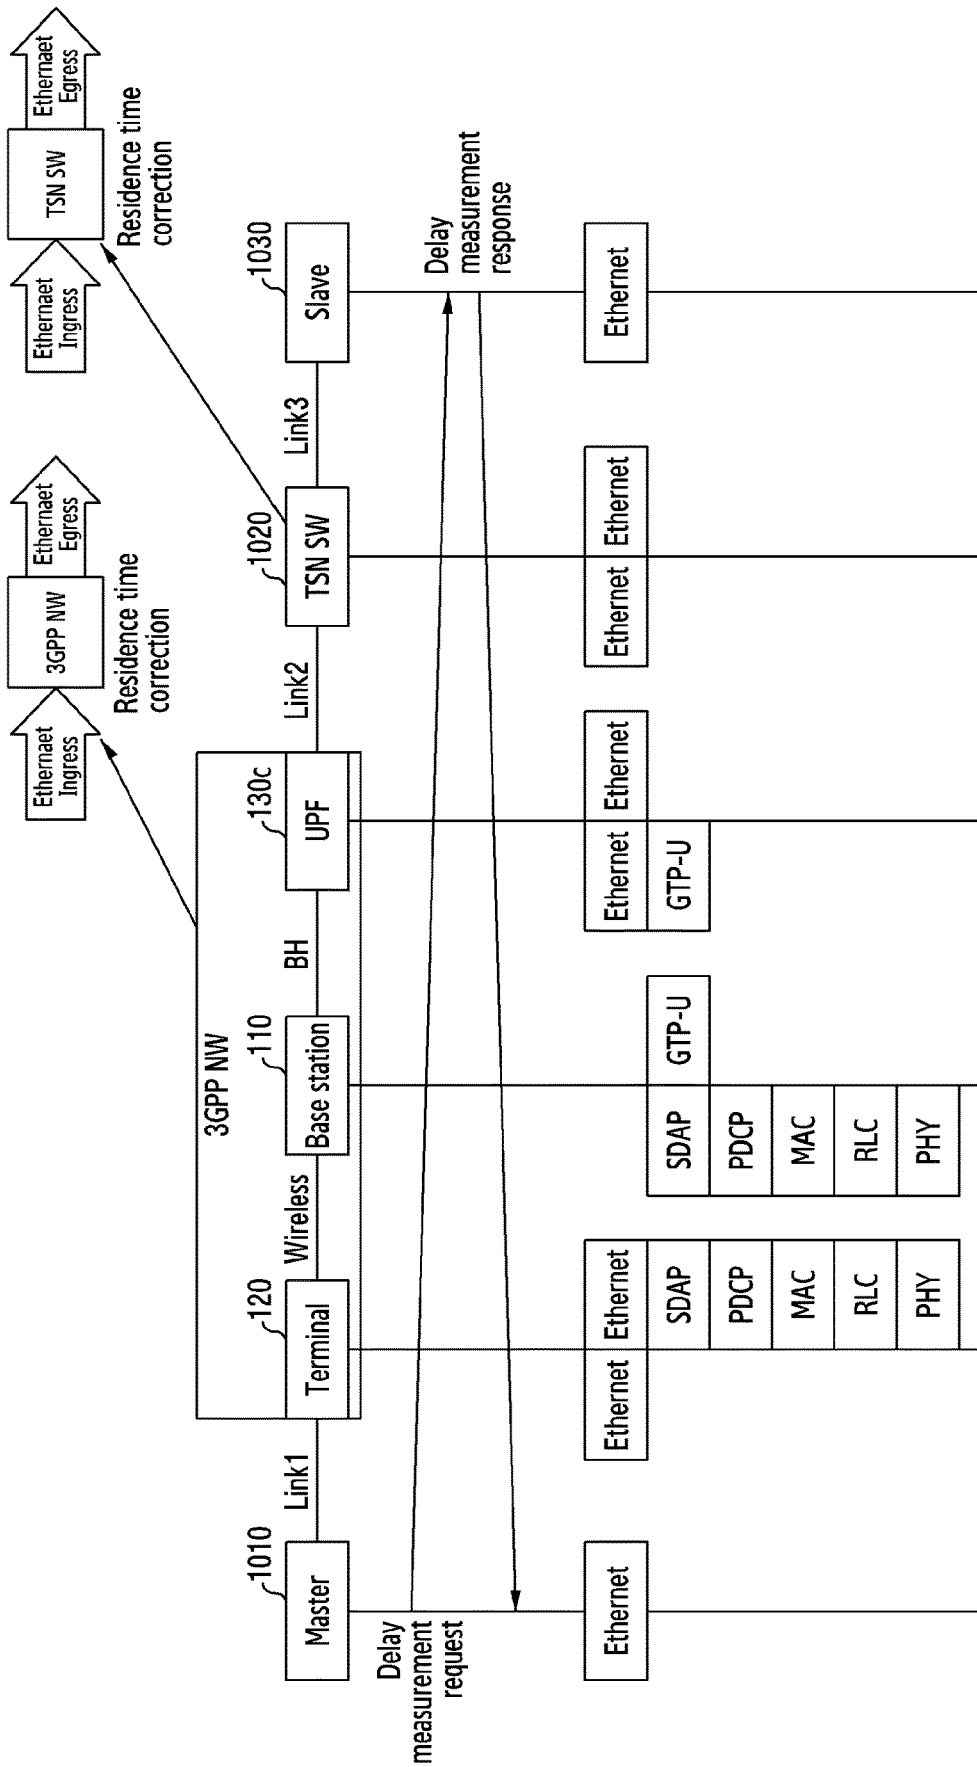 Ethernaet
Ingress
3GPP NW
Ethernaet
Egress
Residence time
correction
Ethernaet
Ingress
TSN SW
Ethernaet
Egress
Residence time
correction
3GPP NW
1010
120
110
130c
1020
1030
Master
Link1
Terminal
Wireless
Base station
BH
UPF
Link2
TSN SW
Link3
Slave
Delay
measurement
request
Delay
measurement
response
Ethernet
Ethernet
Ethernet
Ethernet
Ethernet
Ethernet
Ethernet
Ethernet
SDAP
SDAP
GTP-U
GTP-U
PDCP
PDCP
MAC
MAC
RLC
RLC
PHY
PHY